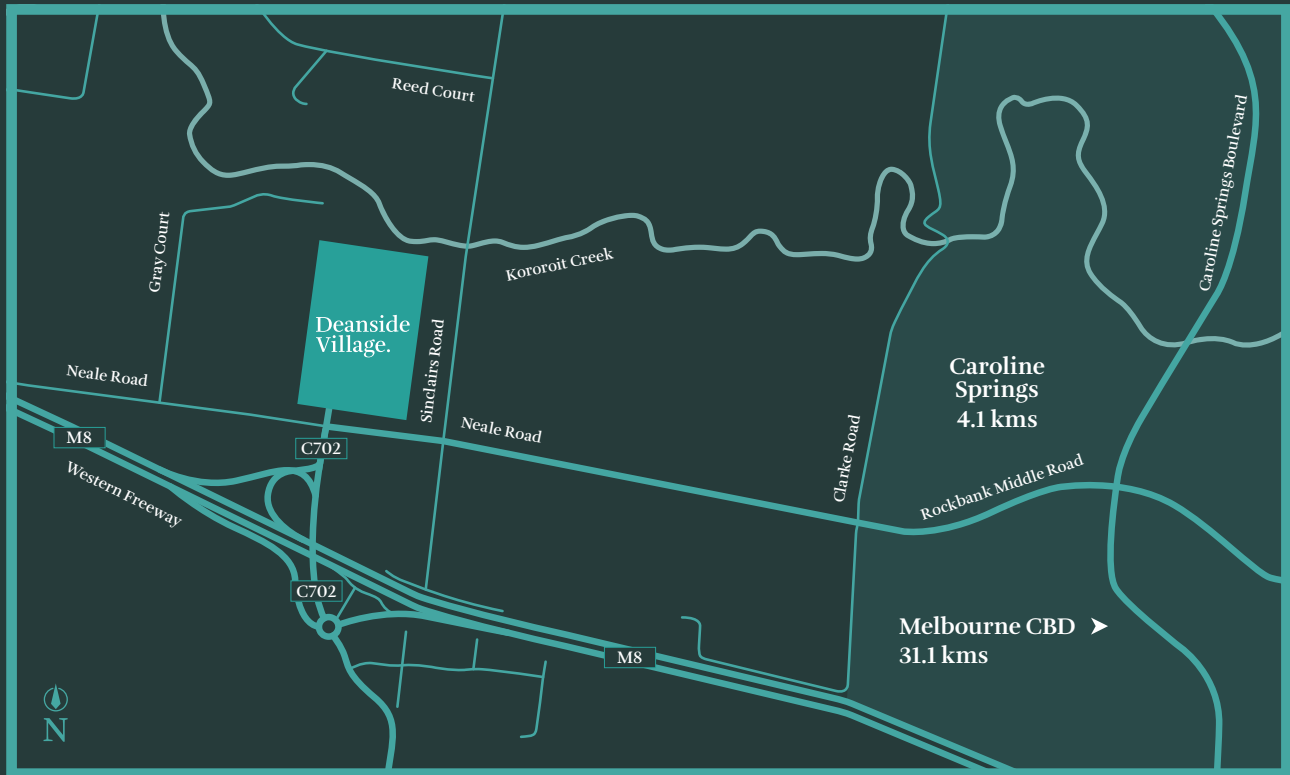 Reed Court
Caroline Springs Boulevard
Gray Court
Kororoit Creek
Deanside
Village.
Sinclairs Road
Neale Road
Caroline
Springs
4.1 kms
M8
C702
Neale Road
Clarke Road
Rockbank Middle Road
Western Freeway
C702
Melbourne CBD
31.1 kms
M8
N